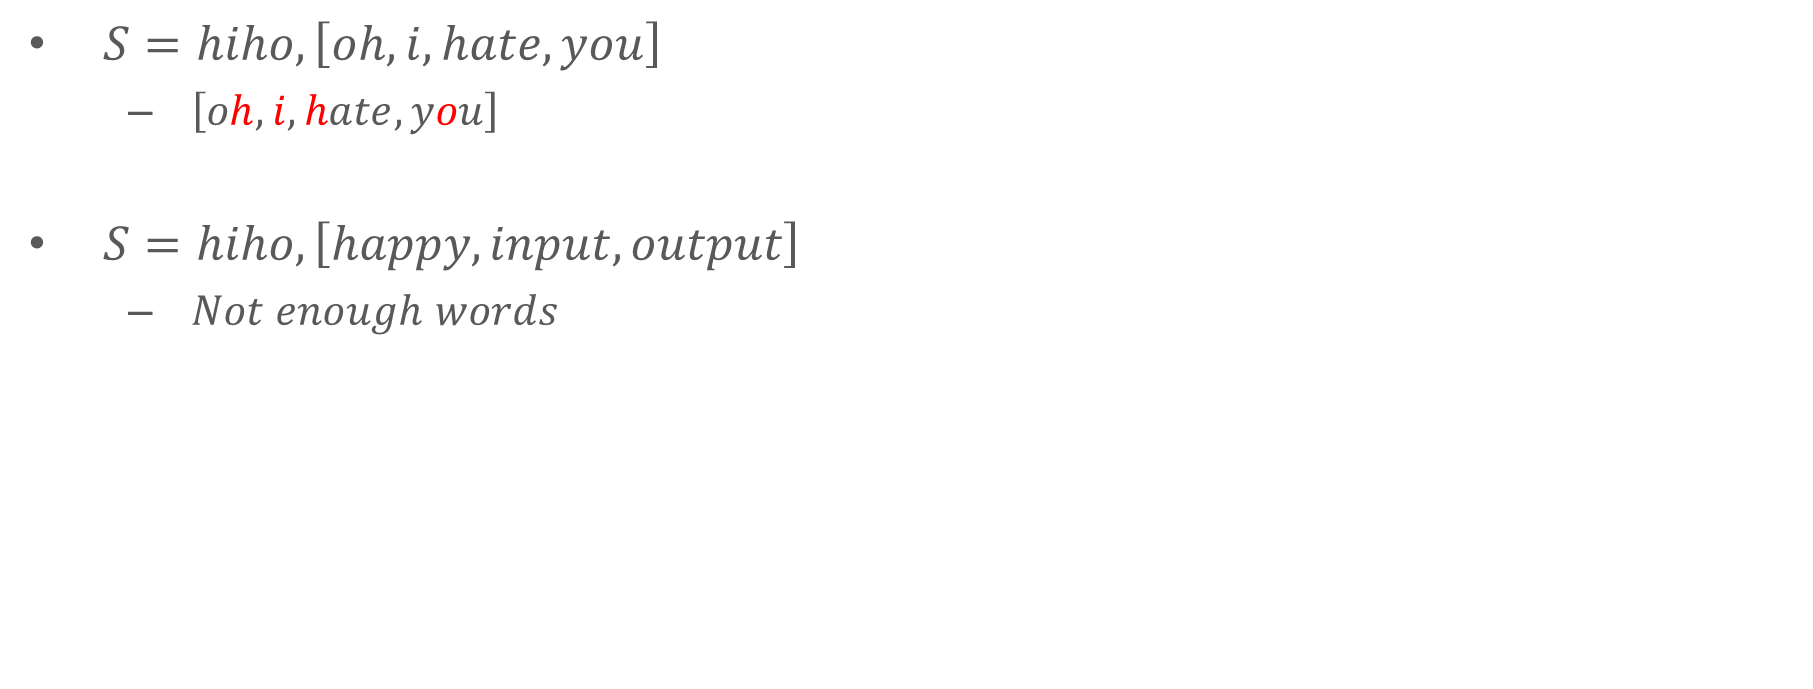 • S = hiho, [oh, i, hate, you]
– [oh, i, hate, you]
• S = hiho, [happy, input, output]
– Not enough words